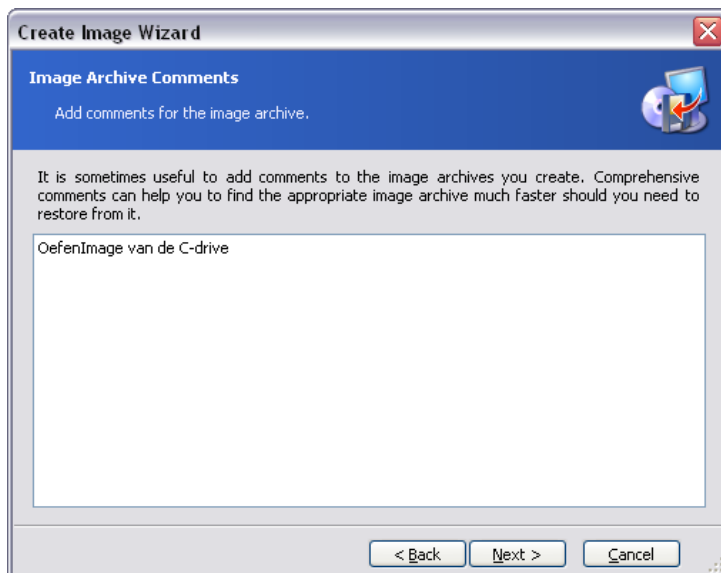 Create Image Wizard
Image Archive Comments
Add comments for the image archive.
It is sometimes useful to add comments to the image archives you create. Comprehensive
comments can help you to find the appropriate image archive much faster should you need to
restore from it.
OefenImage van de C-drive
< Back
Next >
Cancel